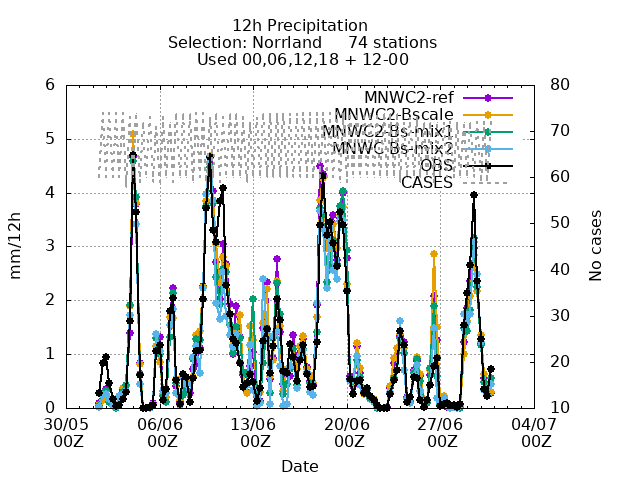 12h Precipitation
Selection: Norrland 74 stations
Used 00,06,12,18 + 12-00
6 80
MNWC2-ref
MNWC2-Bscale
5 70
MNWC2-Bs-mix1
MNWC-Bs-mix2
OBS
CASES 60
4
50
3 40
2 30
1 20
0 10
mm/12h
No cases
30/05 06/06 13/06 20/06 27/06 04/07
00Z 00Z 00Z 00Z 00Z 00Z
Date